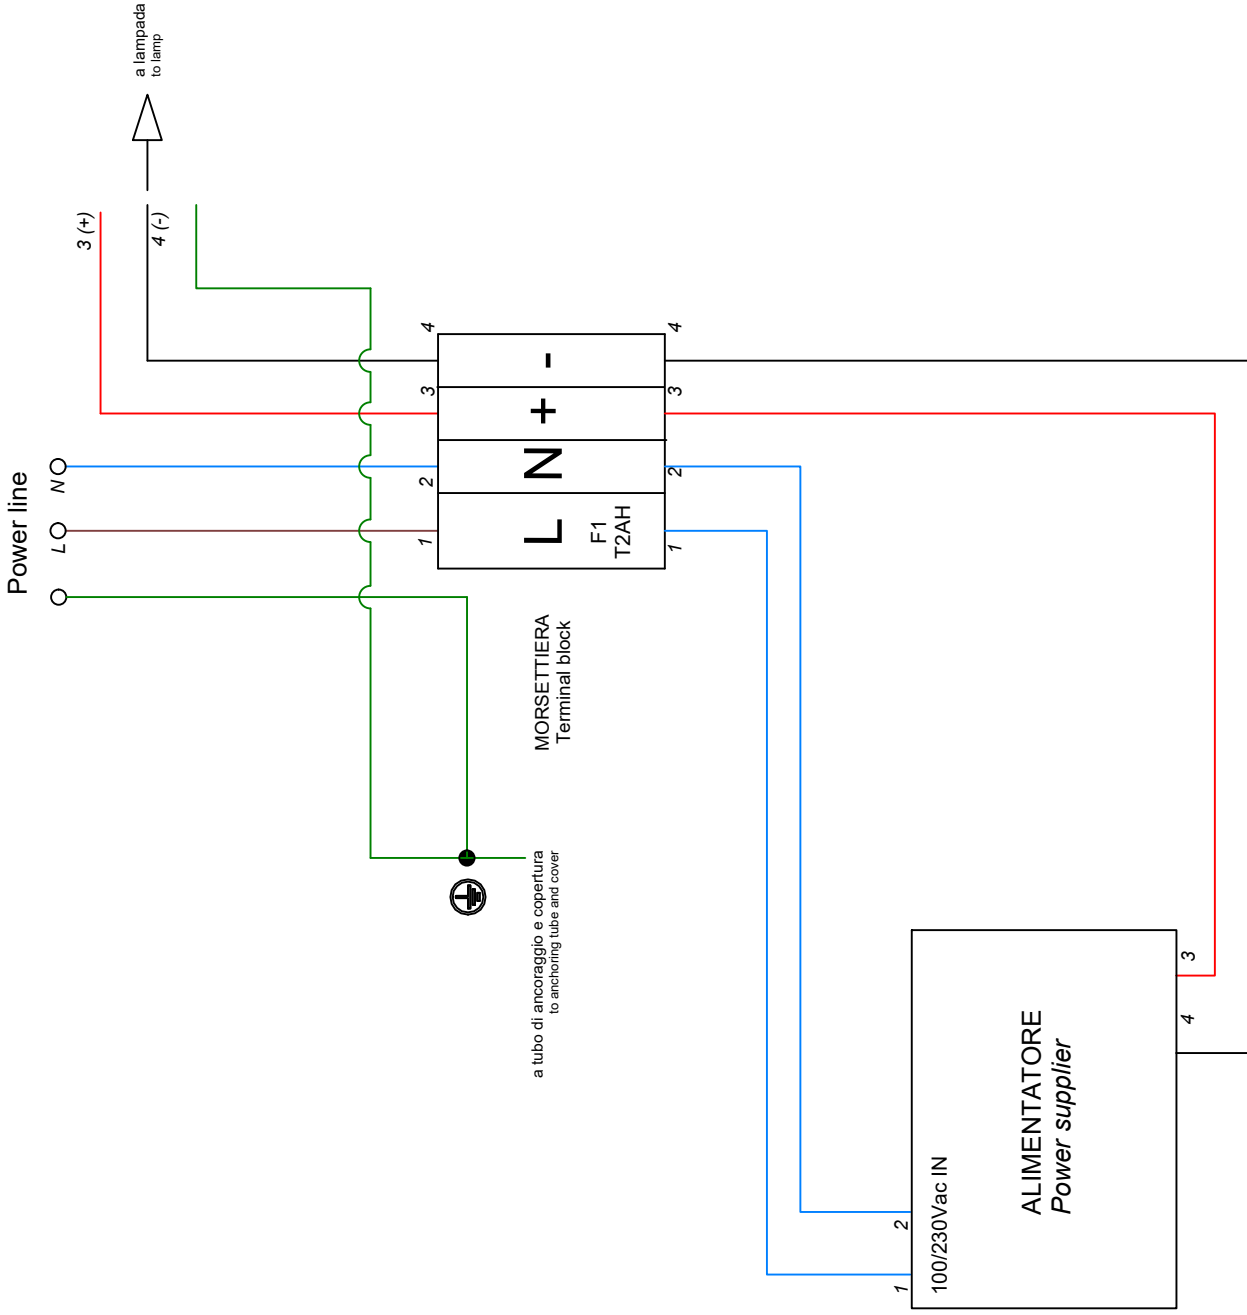 Power line
N
L
a lampada
to lamp
3 (+)
4 (-)
4
3
2
1
-
+
N
L
F1
T2AH
4
3
2
1
MORSETTIERA
Terminal block
a tubo di ancoraggio e copertura
to anchoring tube and cover
1
2
100/230Vac IN
ALIMENTATORE
Power supplier
3
4